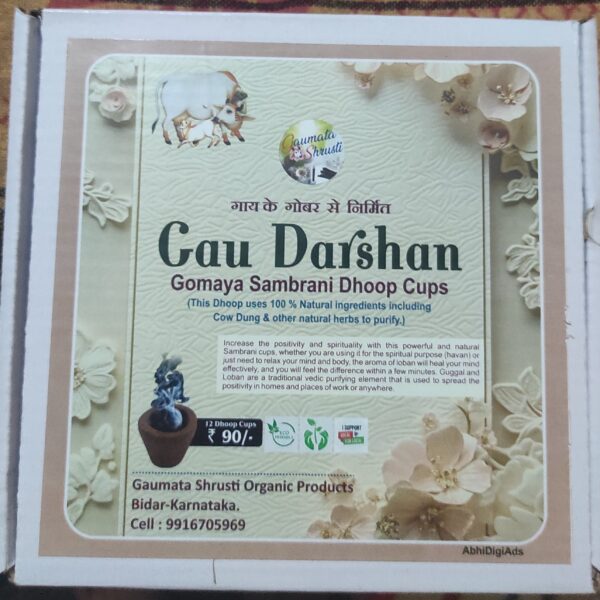 Gaumata
Shrusti
गाय के गोबर से निर्मित
Gau Darshan
Gomaya Sambrani Dhoop Cups
(This Dhoop uses 100 % Natural ingredients including
Cow Dung & other natural herbs to purify.)
Increase the positivity and spirituality with this powerful and natural
Sambrani cups, whether you are using it for the spiritual purpose (havan) or
just need to relax your mind and body, the aroma of loban will heal your mind
effectively, and you will feel the difference within a few minutes. Guggal and
Loban are a traditional vedic purifying element that is used to spread the
positivity in homes and places of work or anywhere.
12 Dhoop Cups
₹ 90/-
ECO
I SUPPORT
Gaumata Shrusti Organic Products
Bidar-Karnataka.
Cell : 9916705969
AbhiDigiAds